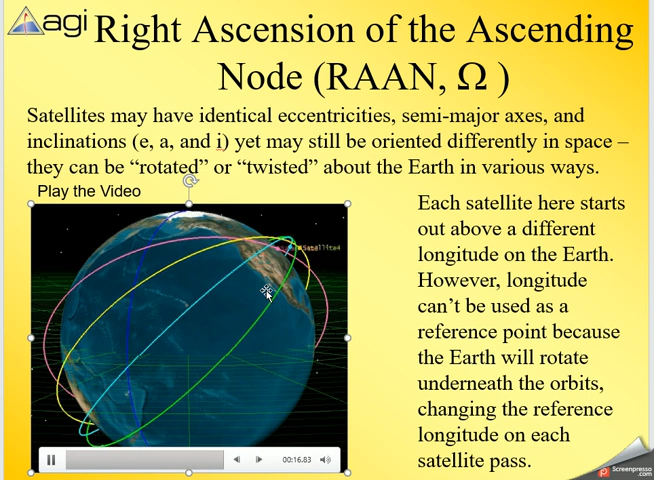 agi
Right Ascension of the Ascending
Node (RAAN, Ω )
Satellites may have identical eccentricities, semi-major axes, and
inclinations (e, a, and i) yet may still be oriented differently in space –
they can be “rotated” or “twisted” about the Earth in various ways.
Play the Video
Satellite4
00:16.83
Each satellite here starts
out above a different
longitude on the Earth.
However, longitude
can’t be used as a
reference point because
the Earth will rotate
underneath the orbits,
changing the reference
longitude on each
satellite pass.
Screenpresso.com